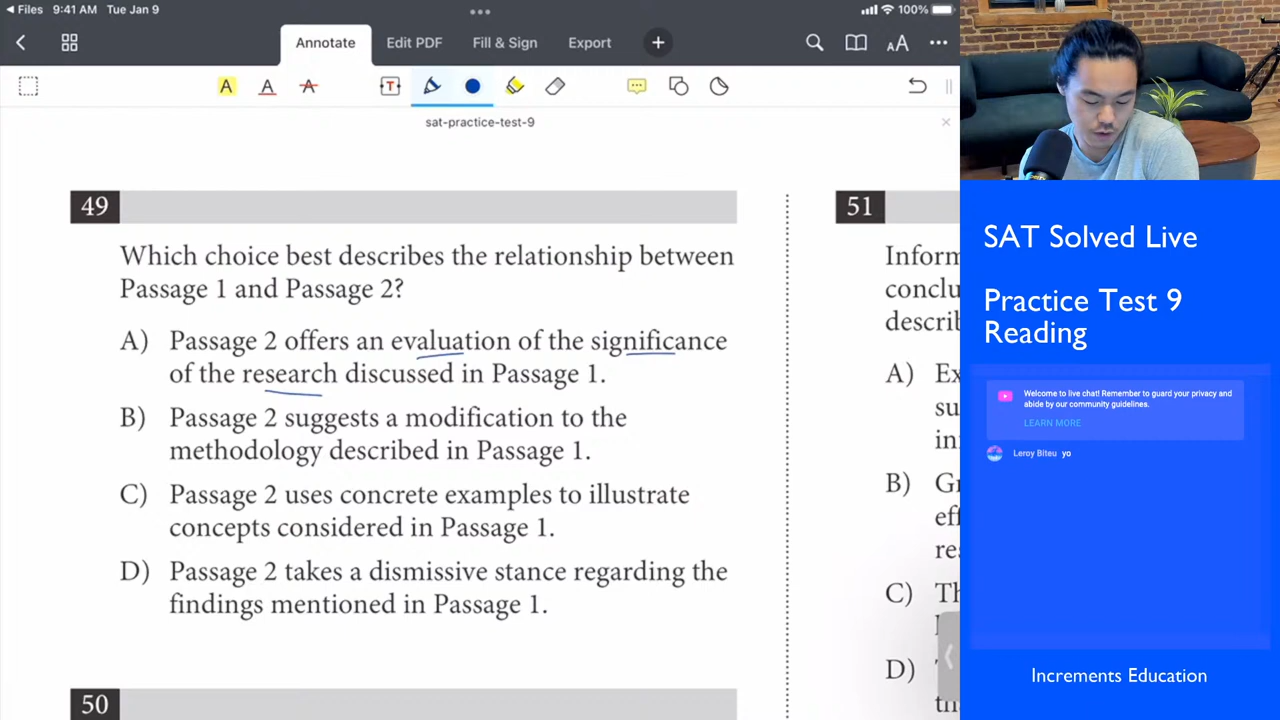 Files 9:41 AM Tue Jan 9
100%
Annotate Edit PDF Fill & Sign Export
sat-practice-test-9
49
Which choice best describes the relationship between
Passage 1 and Passage 2?
A) Passage 2 offers an evaluation of the significance
of the research discussed in Passage 1.
B) Passage 2 suggests a modification to the
methodology described in Passage 1.
C) Passage 2 uses concrete examples to illustrate
concepts considered in Passage 1.
D) Passage 2 takes a dismissive stance regarding the
findings mentioned in Passage 1.
50
51
Inform
conclu
describ
A) Ex
su
in
B) Gr
eff
res
C) Th
D)
SAT Solved Live
Practice Test 9
Reading
Welcome to live chat! Remember to guard your privacy and
abide by our community guidelines.
LEARN MORE
Leroy Biteu yo
Increments Education